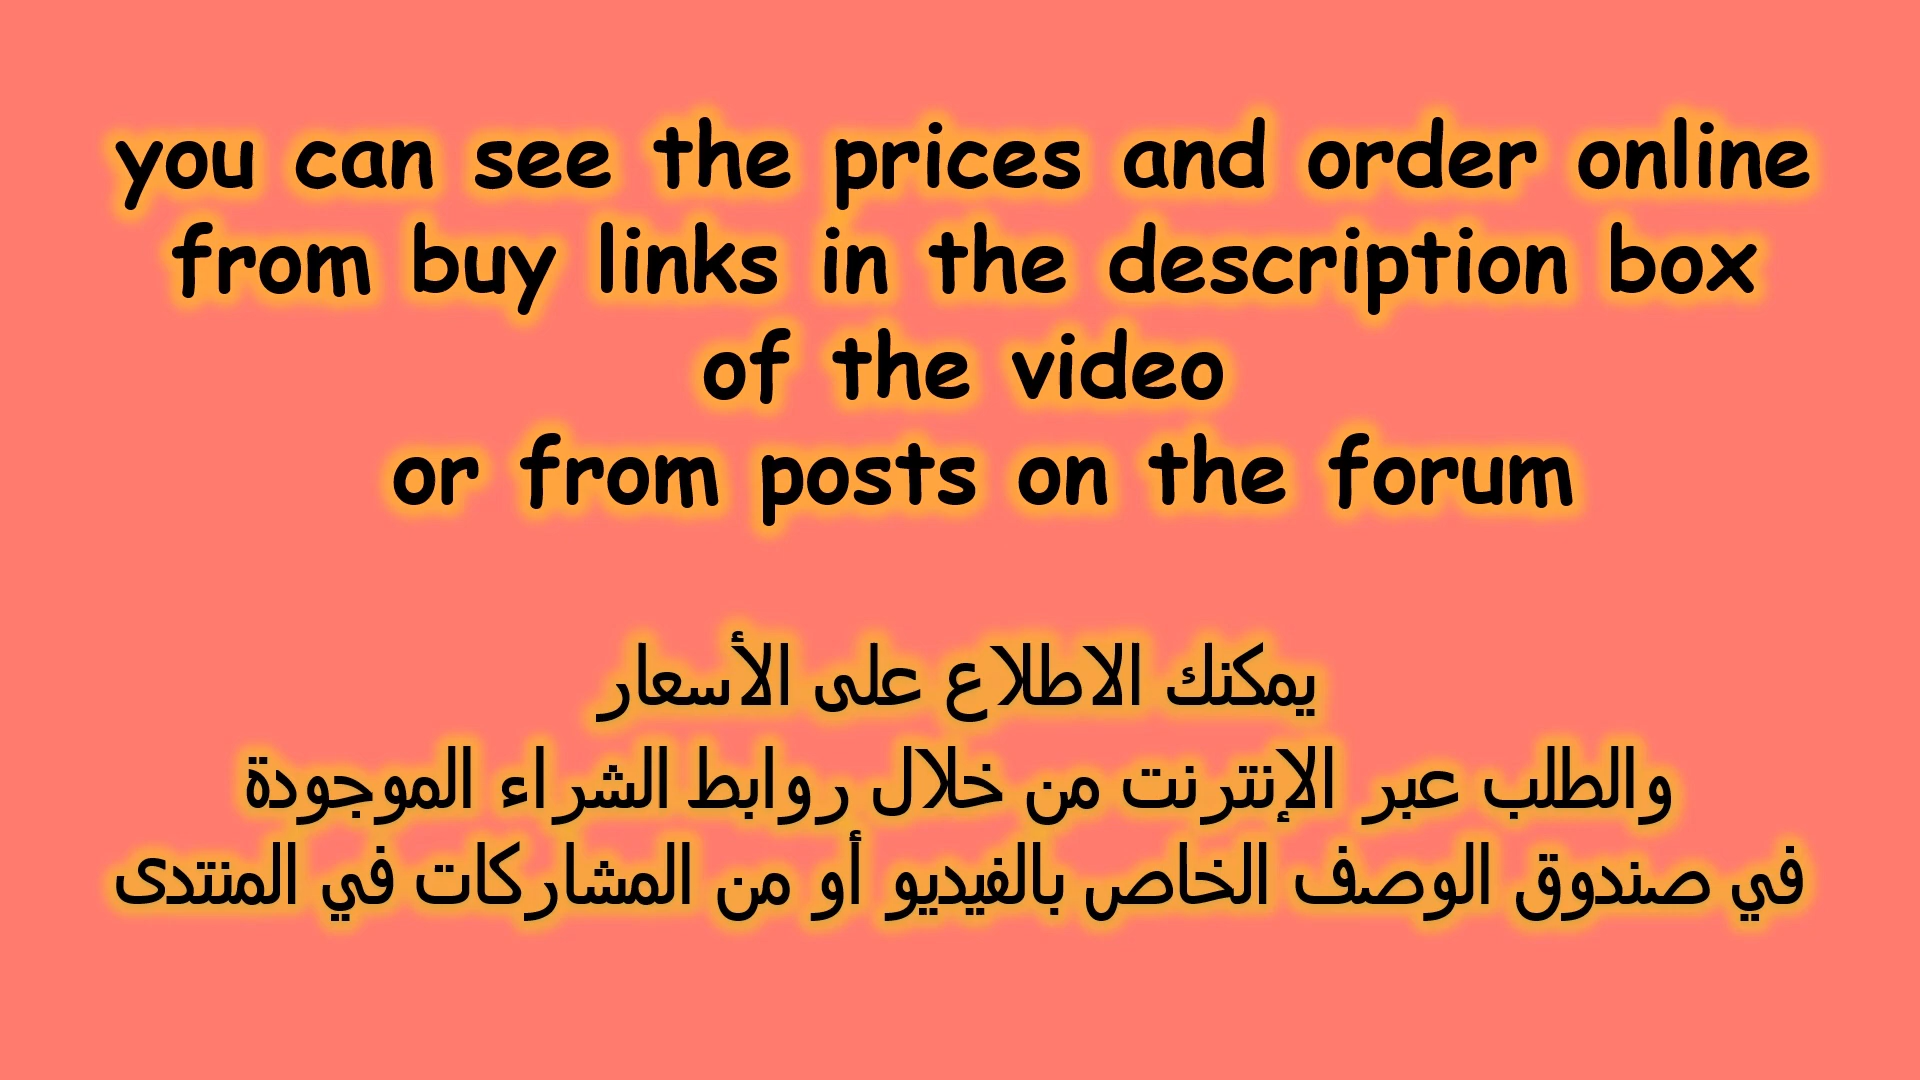 you can see the prices and order online
from buy links in the description box
of the video
or from posts on the forum
يمكنك الاطلاع على الأسعار
والطلب عبر الإنترنت من خلال روابط الشراء الموجودة
في صندوق الوصف الخاص بالفيديو أو من المشاركات في المنتدى